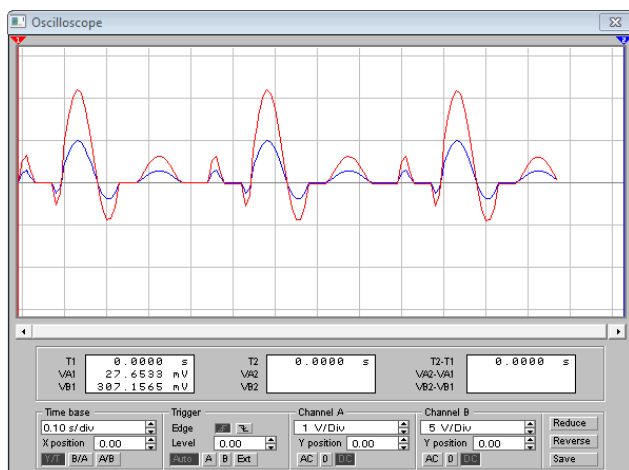 Oscilloscope
1 2
T1 0.0000 s T2 0.0000 s T2-T1 0.0000 s
VA1 27.6533 mV VA2 VA2-VA1
VB1 307.1565 mV VB2 VB2-VB1
Time base Trigger Channel A Channel B
0.10 s/div Edge 1 V/Div 5 V/Div Reduce
X position 0.00 Level 0.00 Y position 0.00 Y position 0.00 Reverse
Y/T B/A A/B Auto A B Ext AC 0 DC AC 0 DC Save